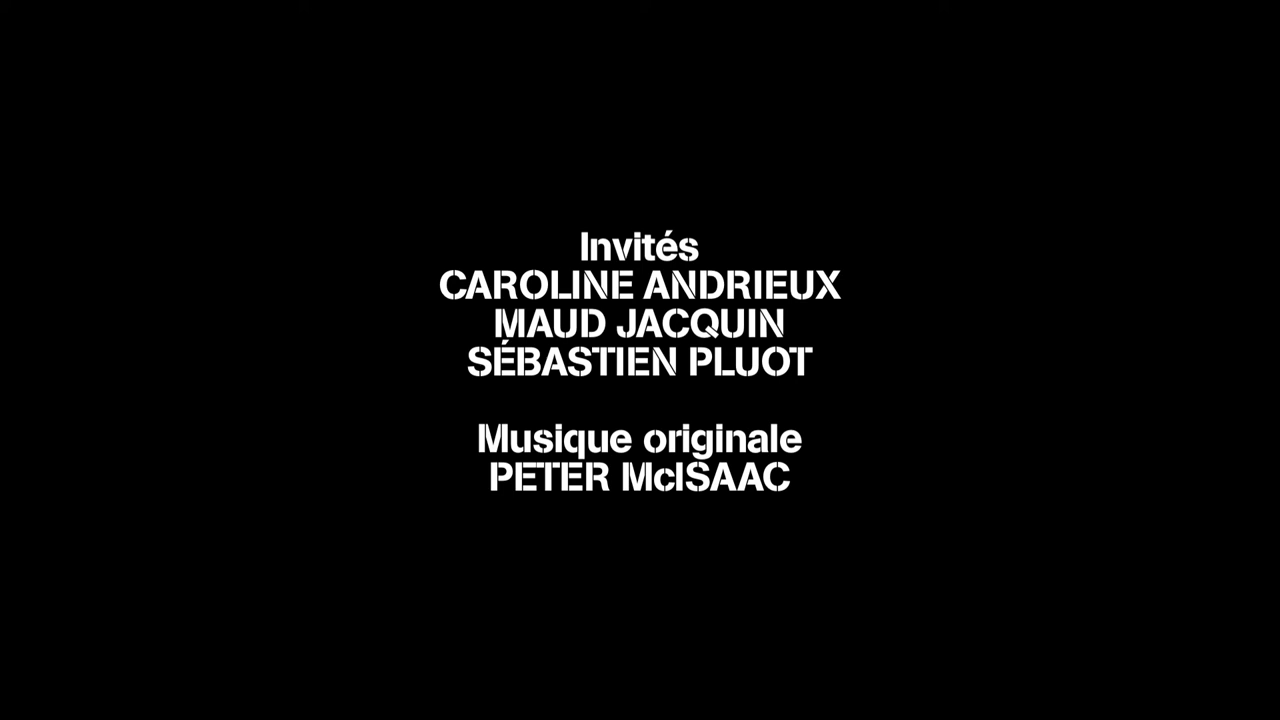 Invités
CAROLINE ANDRIEUX
MAUD JACQUIN
SÉBASTIEN PLUOT
Musique originale
PETER McISAAC